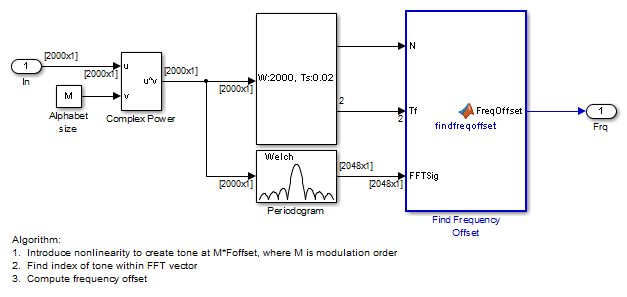 [2000x1]
1
In
[2000x1]
u
v
u^v
[2000x1]
M
Alphabet
size
Complex Power
[2000x1]
W:2000, Ts:0.02
2
[2000x1]
Welch
Periodogram
[2048x1]
[2048x1]
N
Tf
2
FFTSig
FreqOffset
findfreqoffset
Find Frequency
Offset
1
Frq
Algorithm:
1. Introduce nonlinearity to create tone at M*Foffset, where M is modulation order
2. Find index of tone within FFT vector
3. Compute frequency offset